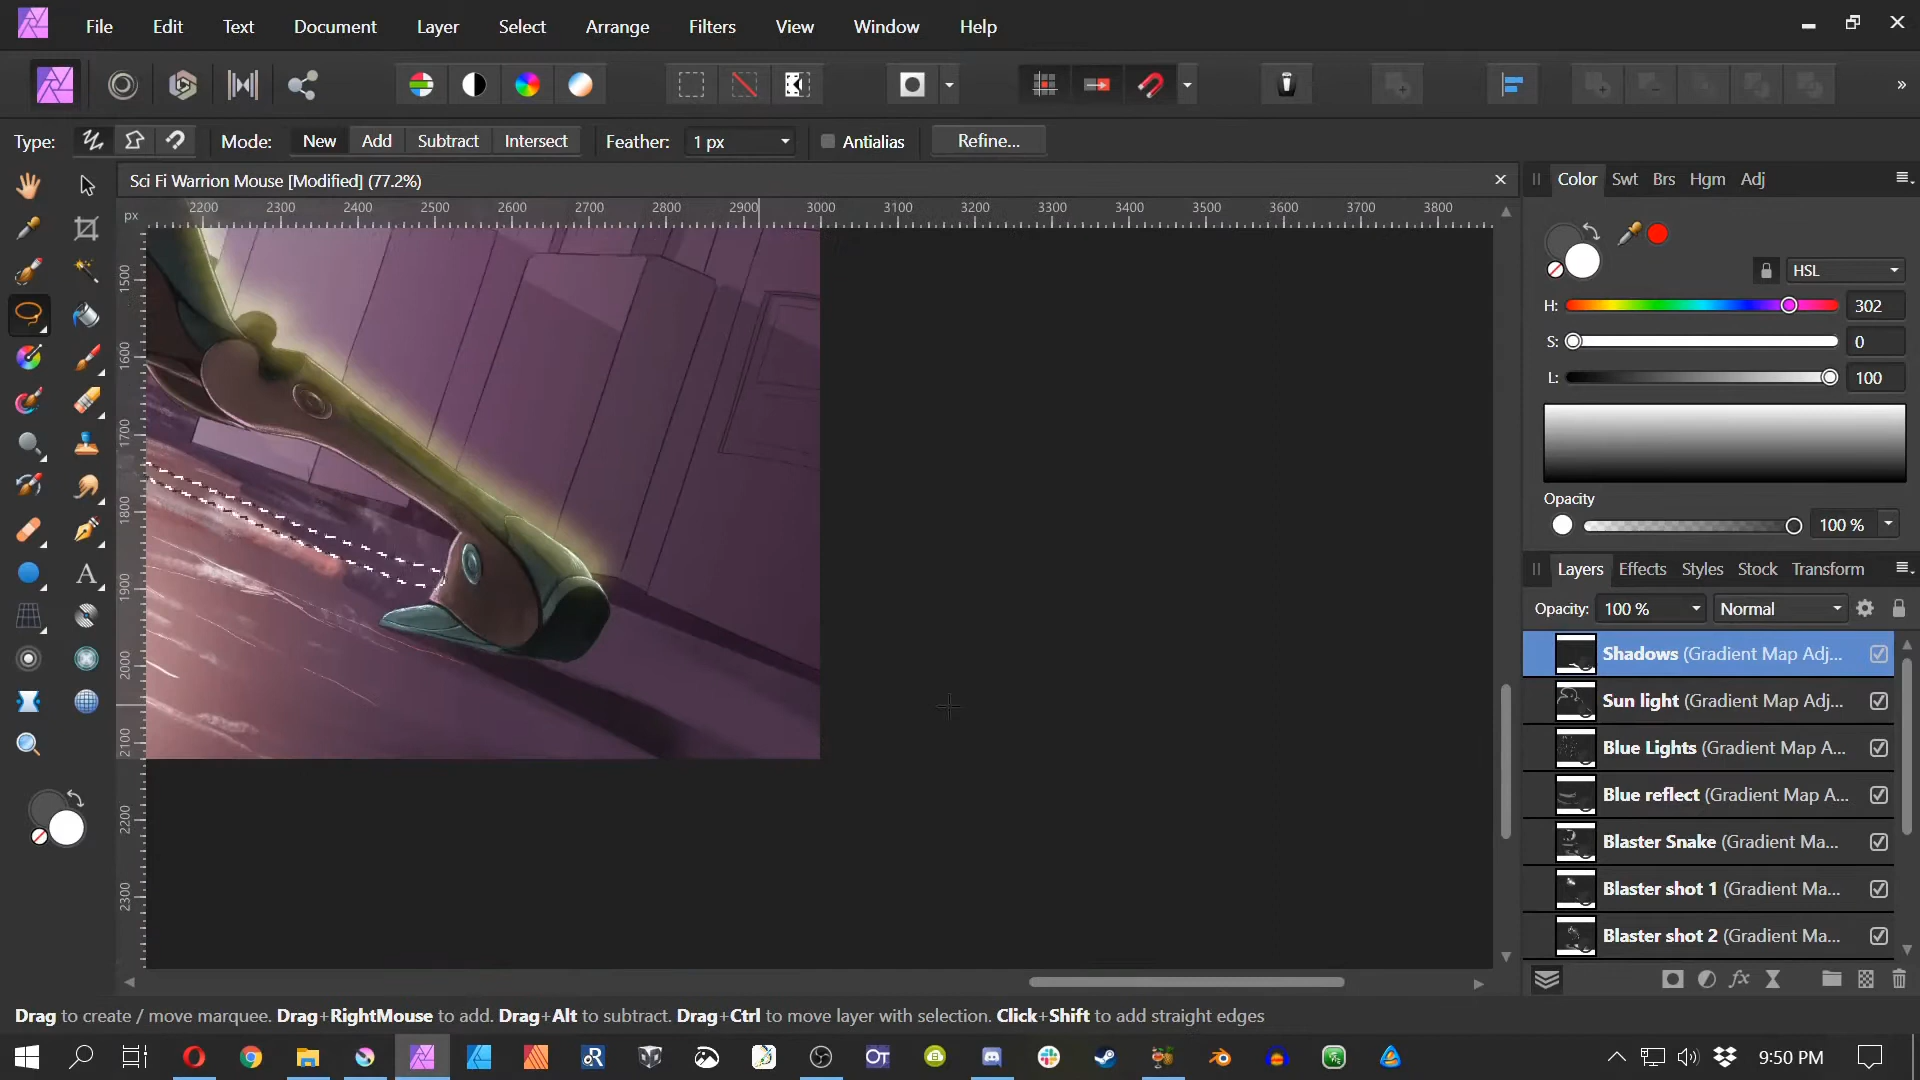 File Edit Text Document Layer Select Arrange Filters View Window Help
Type: Mode: New Add Subtract Intersect Feather: 1 px Antialias Refine...
Sci Fi Warrion Mouse [Modified] (77.2%)
px 2200 2300 2400 2500 2600 2700 2800 2900 3000 3100 3200 3300 3400 3500 3600 3700 3800
1500
1600
1700
1800
1900
2000
2100
2200
2300
Color Swt Brs Hgm Adj
HSL
H: 302
S: 0
L: 100
Opacity
100 %
Layers Effects Styles Stock Transform
Opacity: 100 % Normal
Shadows (Gradient Map Adj...
Sun light (Gradient Map Adj...
Blue Lights (Gradient Map A...
Blue reflect (Gradient Map A...
Blaster Snake (Gradient Ma...
Blaster shot 1 (Gradient Ma...
Blaster shot 2 (Gradient Ma...
Drag to create / move marquee. Drag+RightMouse to add. Drag+Alt to subtract. Drag+Ctrl to move layer with selection. Click+Shift to add straight edges
9:50 PM